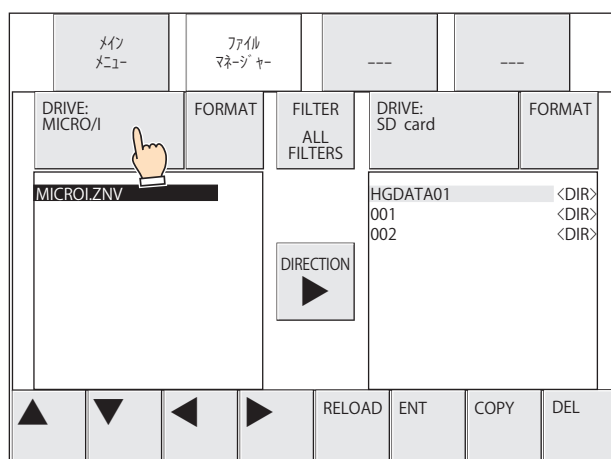 メイン
メニュー
ファイル
マネージャー
---
---
DRIVE:
MICRO/I
FORMAT
FILTER
ALL
FILTERS
DRIVE:
SD card
FORMAT
MICROI.ZNV
HGDATA01 <DIR>
001 <DIR>
002 <DIR>
DIRECTION
RELOAD
ENT
COPY
DEL